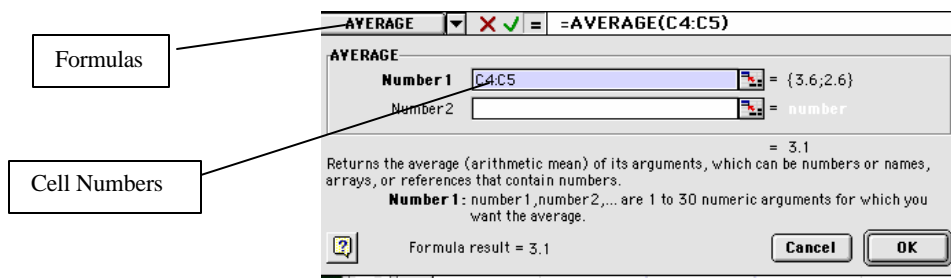 AVERAGE = =AVERAGE(C4:C5)
Formulas
AVERAGE
Number1 C4:C5 = {3.6;2.6}
Number2 = number
= 3.1
Cell Numbers
Returns the average (arithmetic mean) of its arguments, which can be numbers or names,
arrays, or references that contain numbers.
Number1: number1,number2,... are 1 to 30 numeric arguments for which you
want the average.
? Formula result = 3.1 Cancel OK